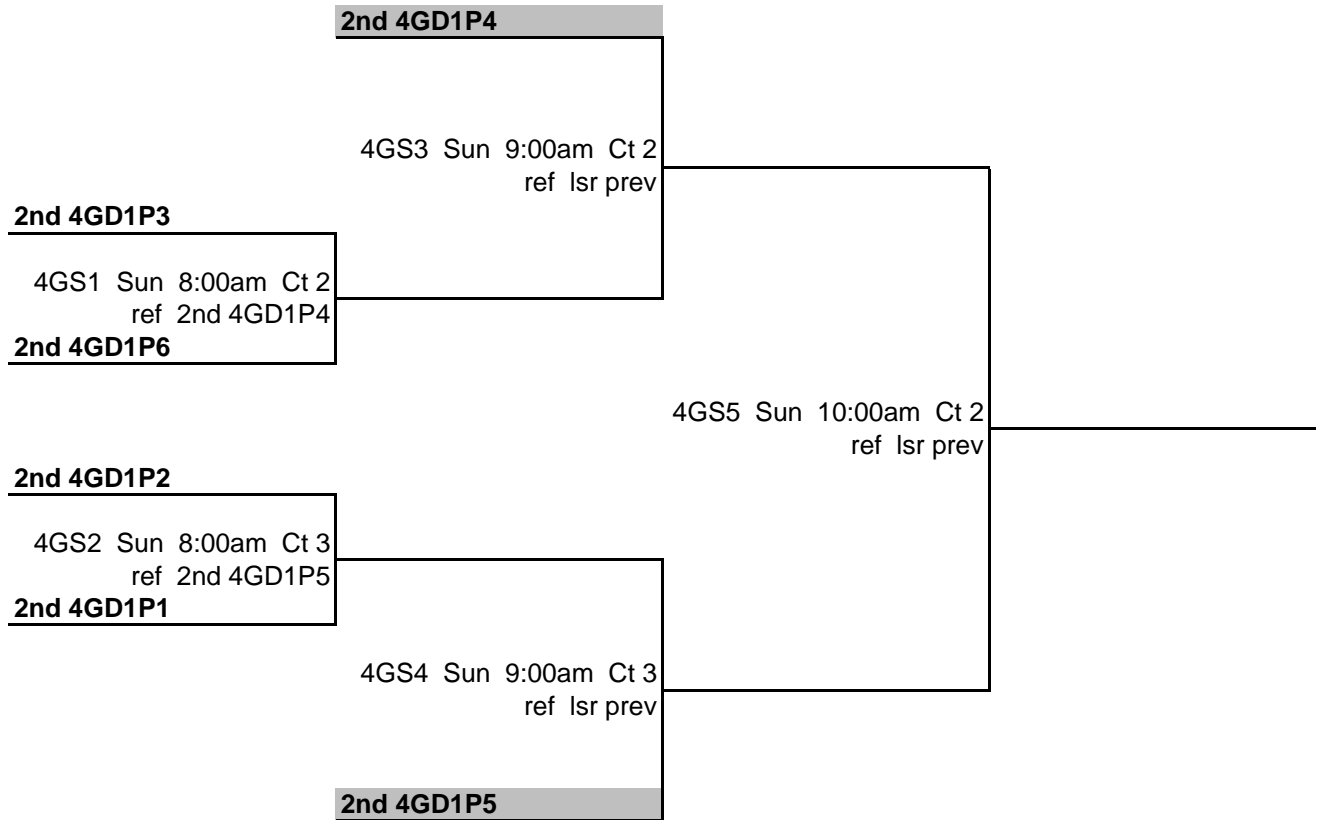 2nd 4GD1P4
4GS3 Sun 9:00am Ct 2
ref lsr prev
2nd 4GD1P3
4GS1 Sun 8:00am Ct 2
ref 2nd 4GD1P4
2nd 4GD1P6
4GS5 Sun 10:00am Ct 2
ref lsr prev
2nd 4GD1P2
4GS2 Sun 8:00am Ct 3
ref 2nd 4GD1P5
2nd 4GD1P1
4GS4 Sun 9:00am Ct 3
ref lsr prev
2nd 4GD1P5